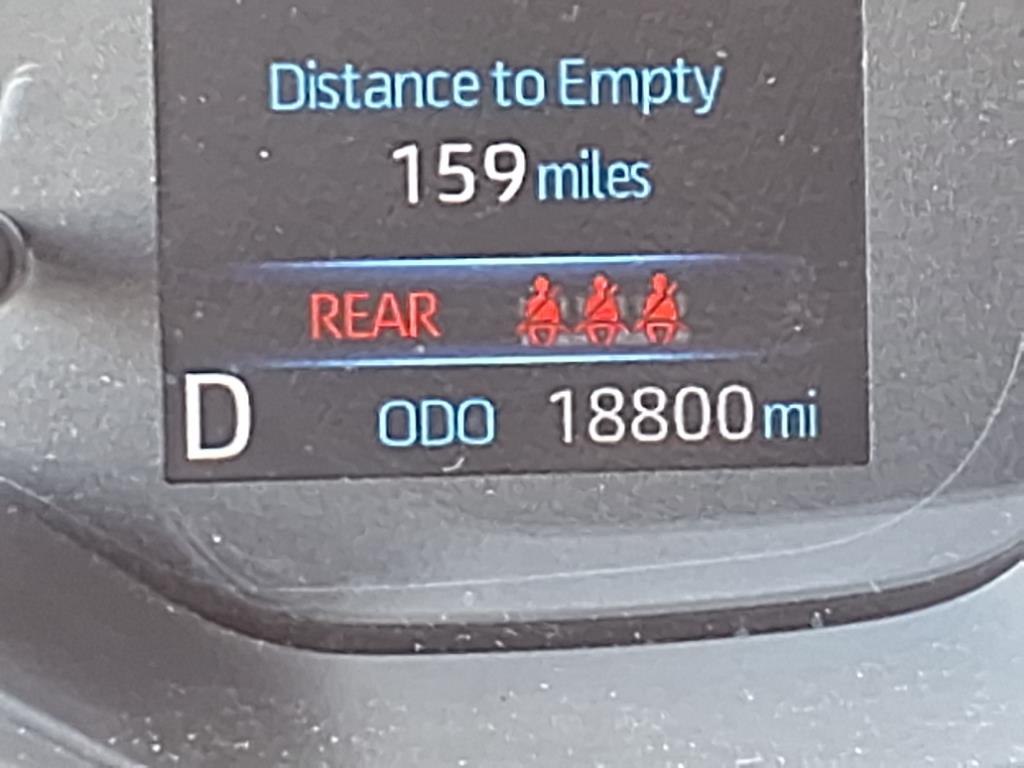 Distance to Empty
159 miles
REAR
D ODO 18800 mi